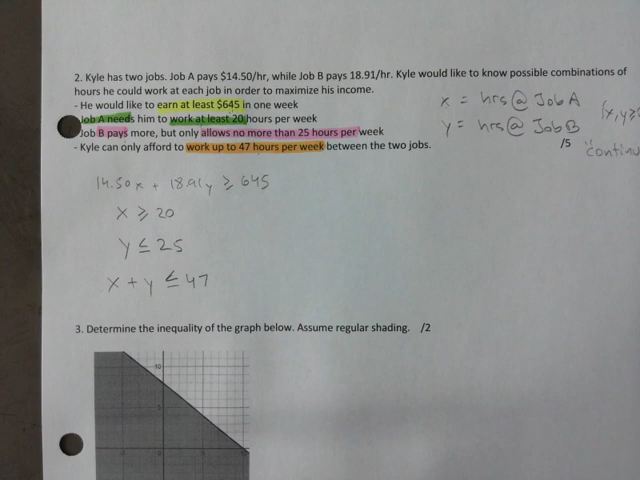 2. Kyle has two jobs. Job A pays $14.50/hr, while Job B pays 18.91/hr. Kyle would like to know possible combinations of
hours he could work at each job in order to maximize his income.
- He would like to earn at least $645 in one week
Job A needs him to work at least 20 hours per week
Job B pays more, but only allows no more than 25 hours per week
- Kyle can only afford to work up to 47 hours per week between the two jobs.
x = hrs @ Job A
y = hrs @ Job B
/5
14.50x + 18.91y ≥ 645
x ≥ 20
y ≤ 25
x + y ≤ 47
3. Determine the inequality of the graph below. Assume regular shading. /2
10
5